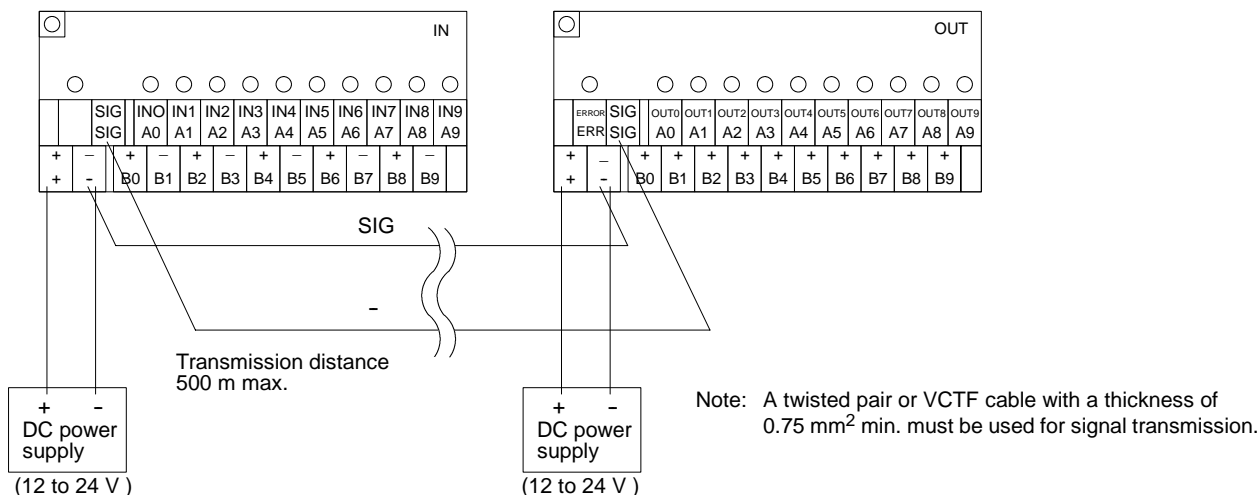 IN
SIG INO IN1 IN2 IN3 IN4 IN5 IN6 IN7 IN8 IN9
SIG A0 A1 A2 A3 A4 A5 A6 A7 A8 A9
+ – + – + – + – + – + –
+ - B0 B1 B2 B3 B4 B5 B6 B7 B8 B9
OUT
ERROR SIG OUT0 OUT1 OUT2 OUT3 OUT4 OUT5 OUT6 OUT7 OUT8 OUT9
ERR SIG A0 A1 A2 A3 A4 A5 A6 A7 A8 A9
+ – + + + + + + + + + +
+ - B0 B1 B2 B3 B4 B5 B6 B7 B8 B9
SIG
-
Transmission distance
500 m max.
+ -
DC power
supply
(12 to 24 V )
+ -
DC power
supply
(12 to 24 V )
Note: A twisted pair or VCTF cable with a thickness of
0.75 mm2 min. must be used for signal transmission.